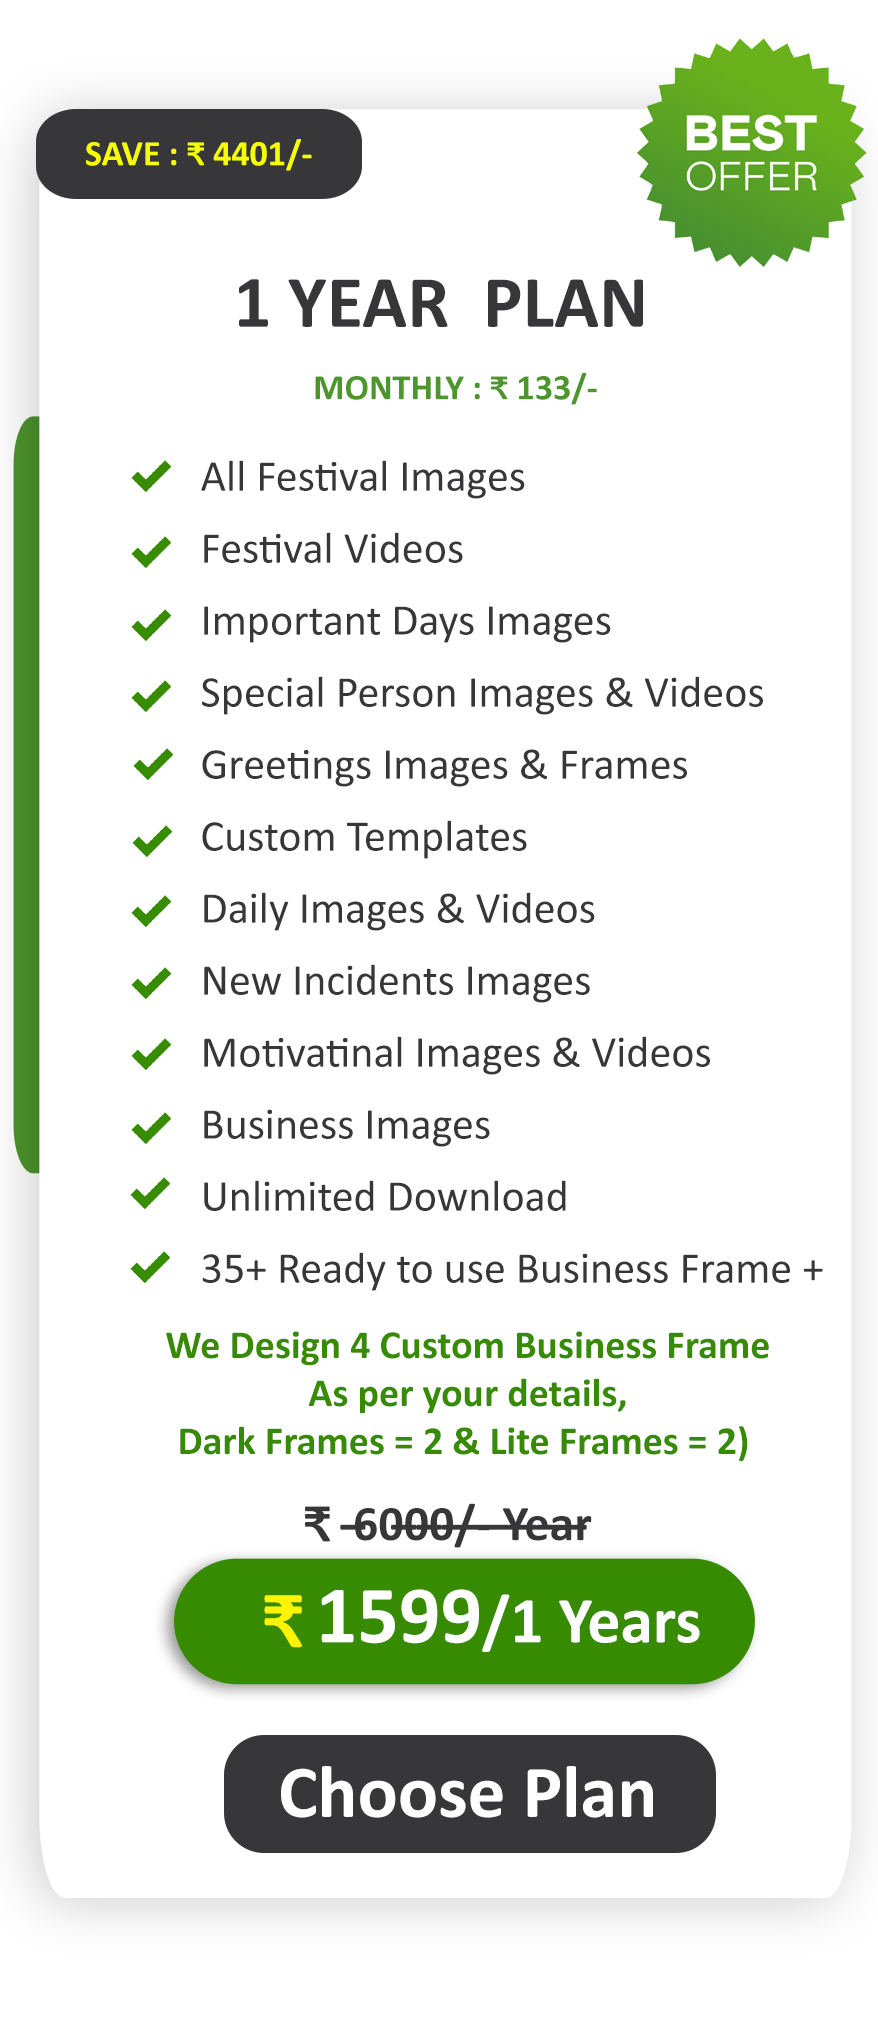 SAVE : ₹ 4401/-
BEST
OFFER
1 YEAR PLAN
MONTHLY : ₹ 133/-
All Festival Images
Festival Videos
Important Days Images
Special Person Images & Videos
Greetings Images & Frames
Custom Templates
Daily Images & Videos
New Incidents Images
Motivatinal Images & Videos
Business Images
Unlimited Download
35+ Ready to use Business Frame +
We Design 4 Custom Business Frame
As per your details,
Dark Frames = 2 & Lite Frames = 2)
₹ 6000/- Year
₹ 1599/1 Years
Choose Plan